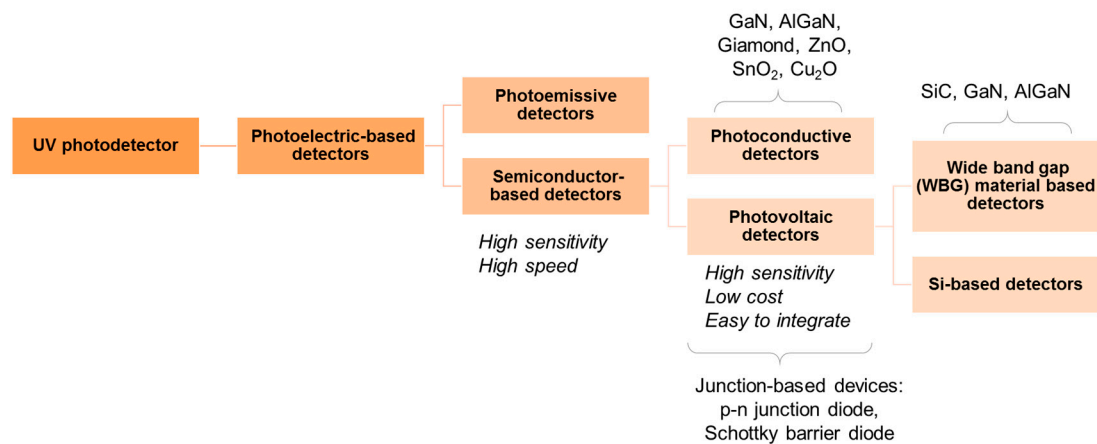 UV photodetector
Photoelectric-based
detectors
Photoemissive
detectors
Semiconductor-
based detectors
High sensitivity
High speed
GaN, AlGaN,
Giamond, ZnO,
SnO₂, Cu₂O
Photoconductive
detectors
Photovoltaic
detectors
High sensitivity
Low cost
Easy to integrate
Junction-based devices:
p-n junction diode,
Schottky barrier diode
SiC, GaN, AlGaN
Wide band gap
(WBG) material based
detectors
Si-based detectors